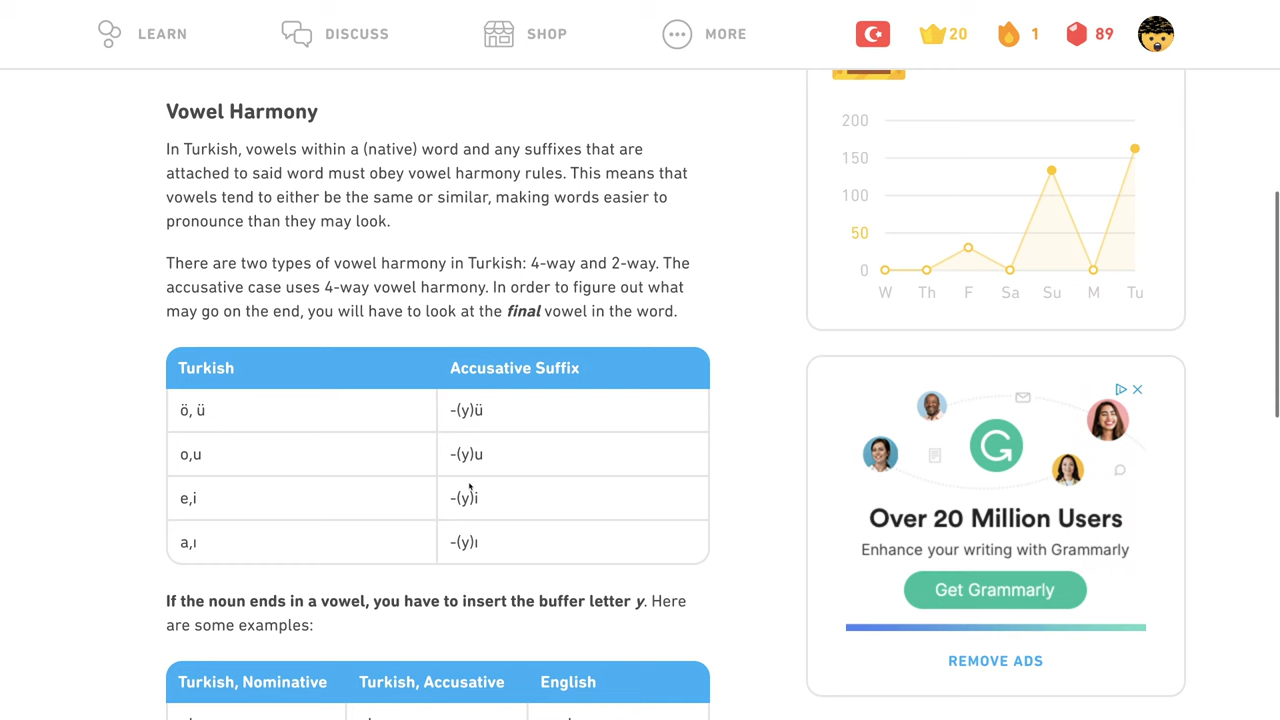 LEARN DISCUSS SHOP MORE 20 1 89
Vowel Harmony
In Turkish, vowels within a (native) word and any suffixes that are
attached to said word must obey vowel harmony rules. This means that
vowels tend to either be the same or similar, making words easier to
pronounce than they may look.
There are two types of vowel harmony in Turkish: 4-way and 2-way. The
accusative case uses 4-way vowel harmony. In order to figure out what
may go on the end, you will have to look at the final vowel in the word.
Turkish Accusative Suffix
ö, ü -(y)ü
o,u -(y)u
e,i -(y)i
a,ı -(y)ı
If the noun ends in a vowel, you have to insert the buffer letter y. Here
are some examples:
Turkish, Nominative Turkish, Accusative English
200
150
100
50
0
W Th F Sa Su M Tu
G
Over 20 Million Users
Enhance your writing with Grammarly
Get Grammarly
REMOVE ADS